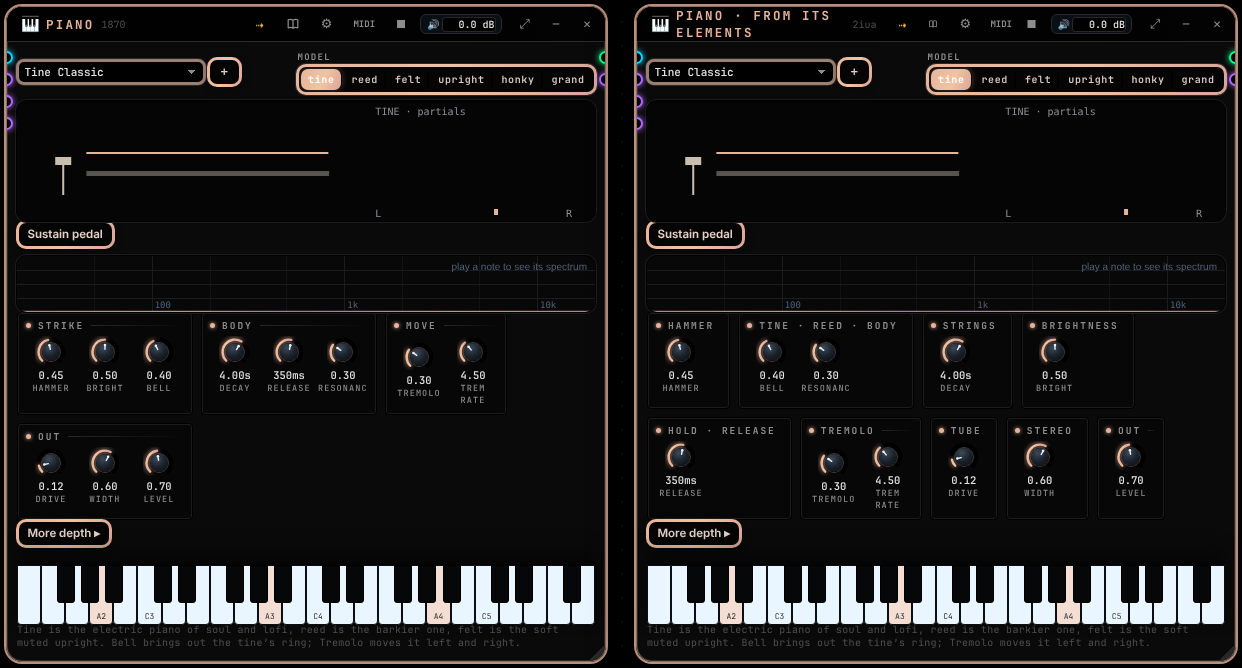 PIANO 1870 MIDI 0.0 dB
Tine Classic +
MODEL
tine reed felt upright honky grand
TINE · partials
L R
Sustain pedal
play a note to see its spectrum
100 1k 10k
STRIKE BODY MOVE
0.45 0.50 0.40 4.00s 350ms 0.30 0.30 4.50
HAMMER BRIGHT BELL DECAY RELEASE RESONANC TREMOLO TREM
RATE
OUT
0.12 0.60 0.70
DRIVE WIDTH LEVEL
More depth ▸
A2 C3 A3 C4 A4 C5
Tine is the electric piano of soul and lofi, reed is the barkier one, felt is the soft
muted upright. Bell brings out the tine's ring; Tremolo moves it left and right.
PIANO · FROM ITS
ELEMENTS
2iua MIDI 0.0 dB
Tine Classic +
MODEL
tine reed felt upright honky grand
TINE · partials
L R
Sustain pedal
play a note to see its spectrum
100 1k 10k
HAMMER TINE · REED · BODY STRINGS BRIGHTNESS
0.45 0.40 0.30 4.00s 0.50
HAMMER BELL RESONANC DECAY BRIGHT
HOLD · RELEASE TREMOLO TUBE STEREO OUT
350ms 0.30 4.50 0.12 0.60 0.70
RELEASE TREMOLO TREM DRIVE WIDTH LEVEL
RATE
More depth ▸
A2 C3 A3 C4 A4 C5
Tine is the electric piano of soul and lofi, reed is the barkier one, felt is the soft
muted upright. Bell brings out the tine's ring; Tremolo moves it left and right.